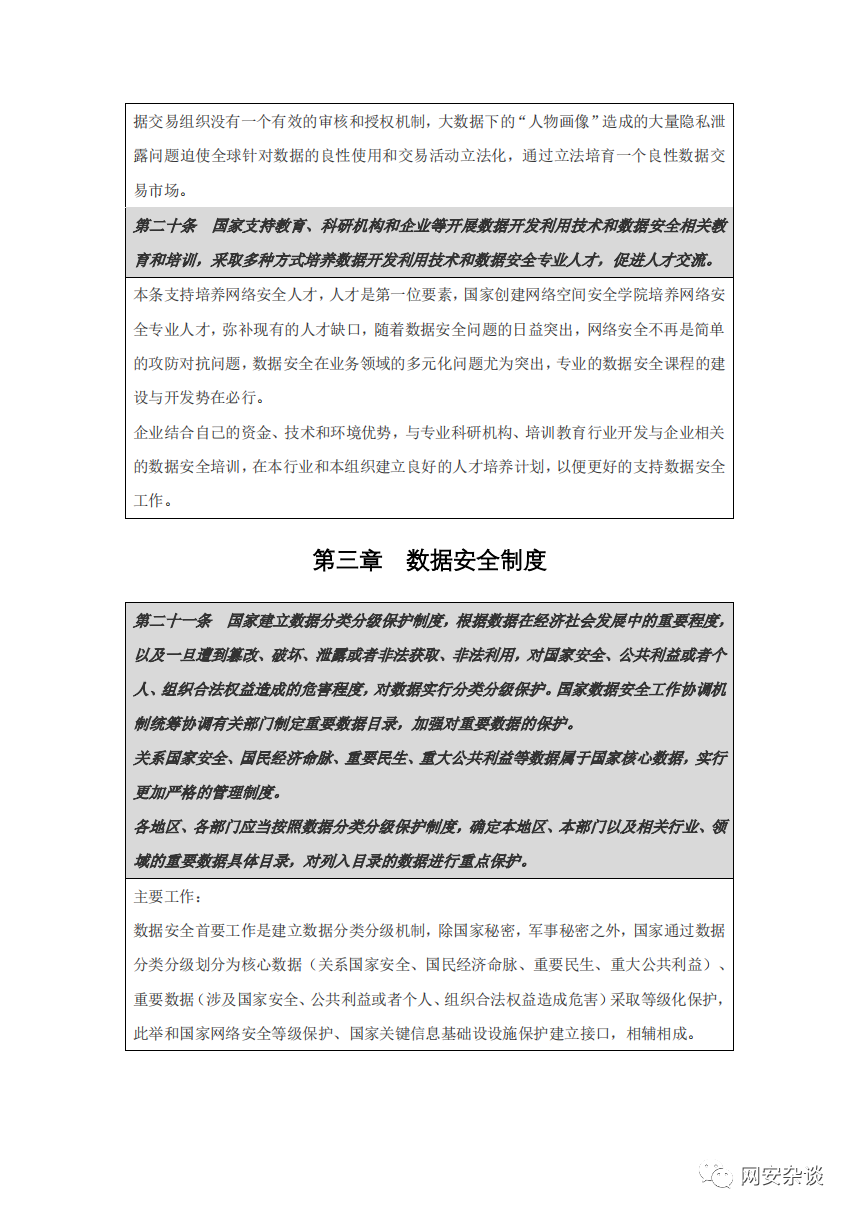 据交易组织没有一个有效的审核和授权机制，大数据下的“人物画像”造成的大量隐私泄
露问题迫使全球针对数据的良性使用和交易活动立法化，通过立法培育一个良性数据交
易市场。
第二十条　国家支持教育、科研机构和企业等开展数据开发利用技术和数据安全相关教
育和培训，采取多种方式培养数据开发利用技术和数据安全专业人才，促进人才交流。
本条支持培养网络安全人才，人才是第一位要素，国家创建网络空间安全学院培养网络安
全专业人才，弥补现有的人才缺口，随着数据安全问题的日益突出，网络安全不再是简单
的攻防对抗问题，数据安全在业务领域的多元化问题尤为突出，专业的数据安全课程的建
设与开发势在必行。
企业结合自己的资金、技术和环境优势，与专业科研机构、培训教育行业开发与企业相关
的数据安全培训，在本行业和本组织建立良好的人才培养计划，以便更好的支持数据安全
工作。
第三章　数据安全制度
第二十一条　国家建立数据分类分级保护制度，根据数据在经济社会发展中的重要程度，
以及一旦遭到篡改、破坏、泄露或者非法获取、非法利用，对国家安全、公共利益或者个
人、组织合法权益造成的危害程度，对数据实行分类分级保护。国家数据安全工作协调机
制统筹协调有关部门制定重要数据目录，加强对重要数据的保护。
关系国家安全、国民经济命脉、重要民生、重大公共利益等数据属于国家核心数据，实行
更加严格的管理制度。
各地区、各部门应当按照数据分类分级保护制度，确定本地区、本部门以及相关行业、领
域的重要数据具体目录，对列入目录的数据进行重点保护。
主要工作：
数据安全首要工作是建立数据分类分级机制，除国家秘密，军事秘密之外，国家通过数据
分类分级划分为核心数据（关系国家安全、国民经济命脉、重要民生、重大公共利益）、
重要数据（涉及国家安全、公共利益或者个人、组织合法权益造成危害）采取等级化保护，
此举和国家网络安全等级保护、国家关键信息基础设设施保护建立接口，相辅相成。
网安杂谈